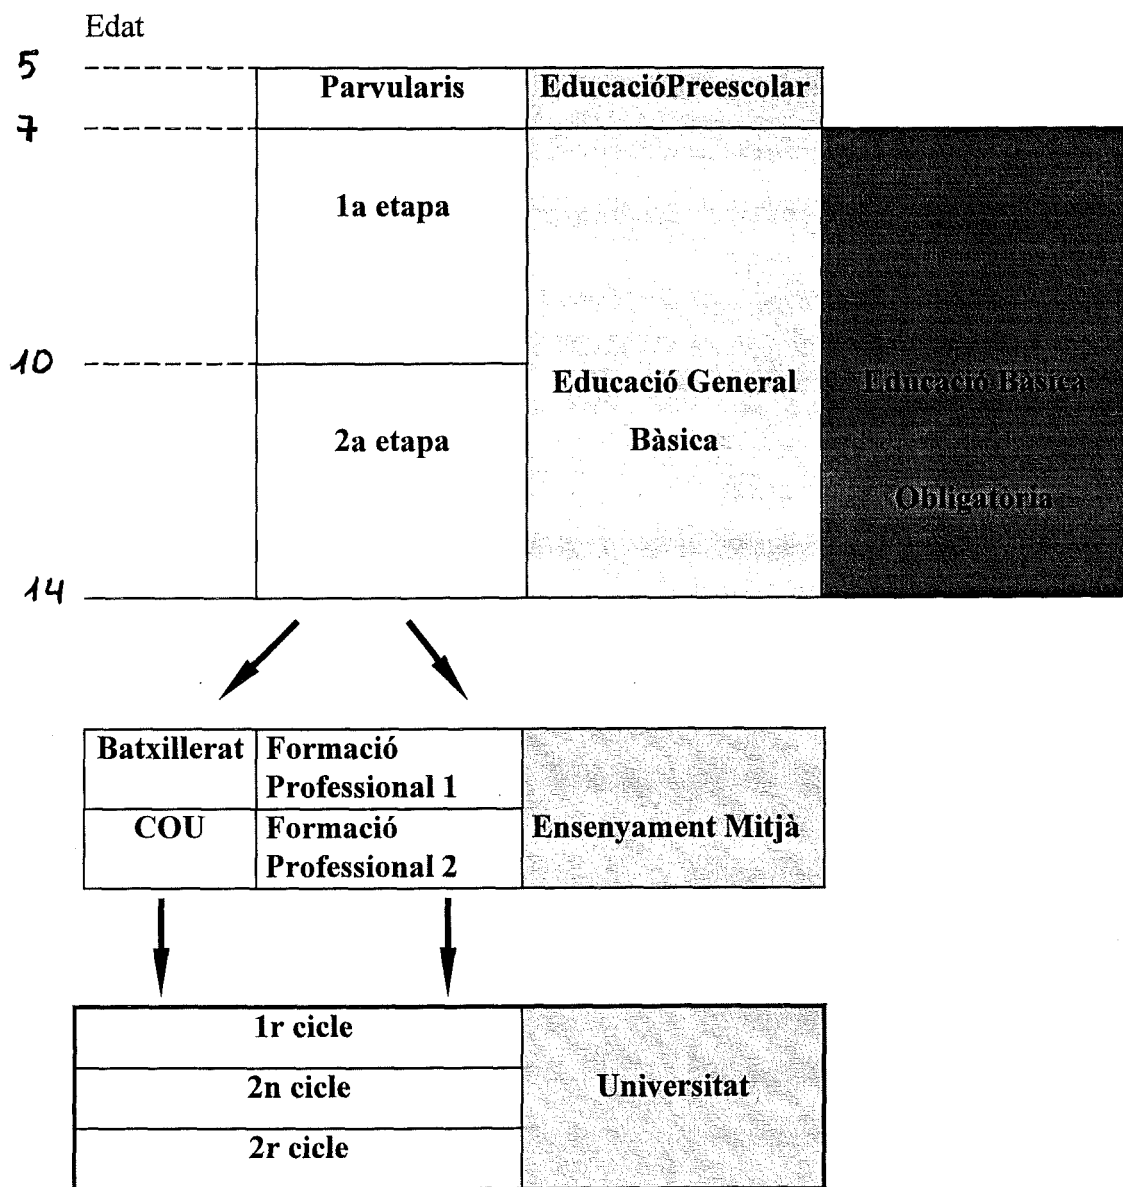 Edat
5
Parvularis
EducacióPreescolar
7
1a etapa
10
Educació General
Bàsica
Educació Bàsica
Obligatoria
2a etapa
14
Batxillerat
Formació
Professional 1
COU
Formació
Professional 2
Ensenyament Mitjà
1r cicle
2n cicle
2r cicle
Universitat